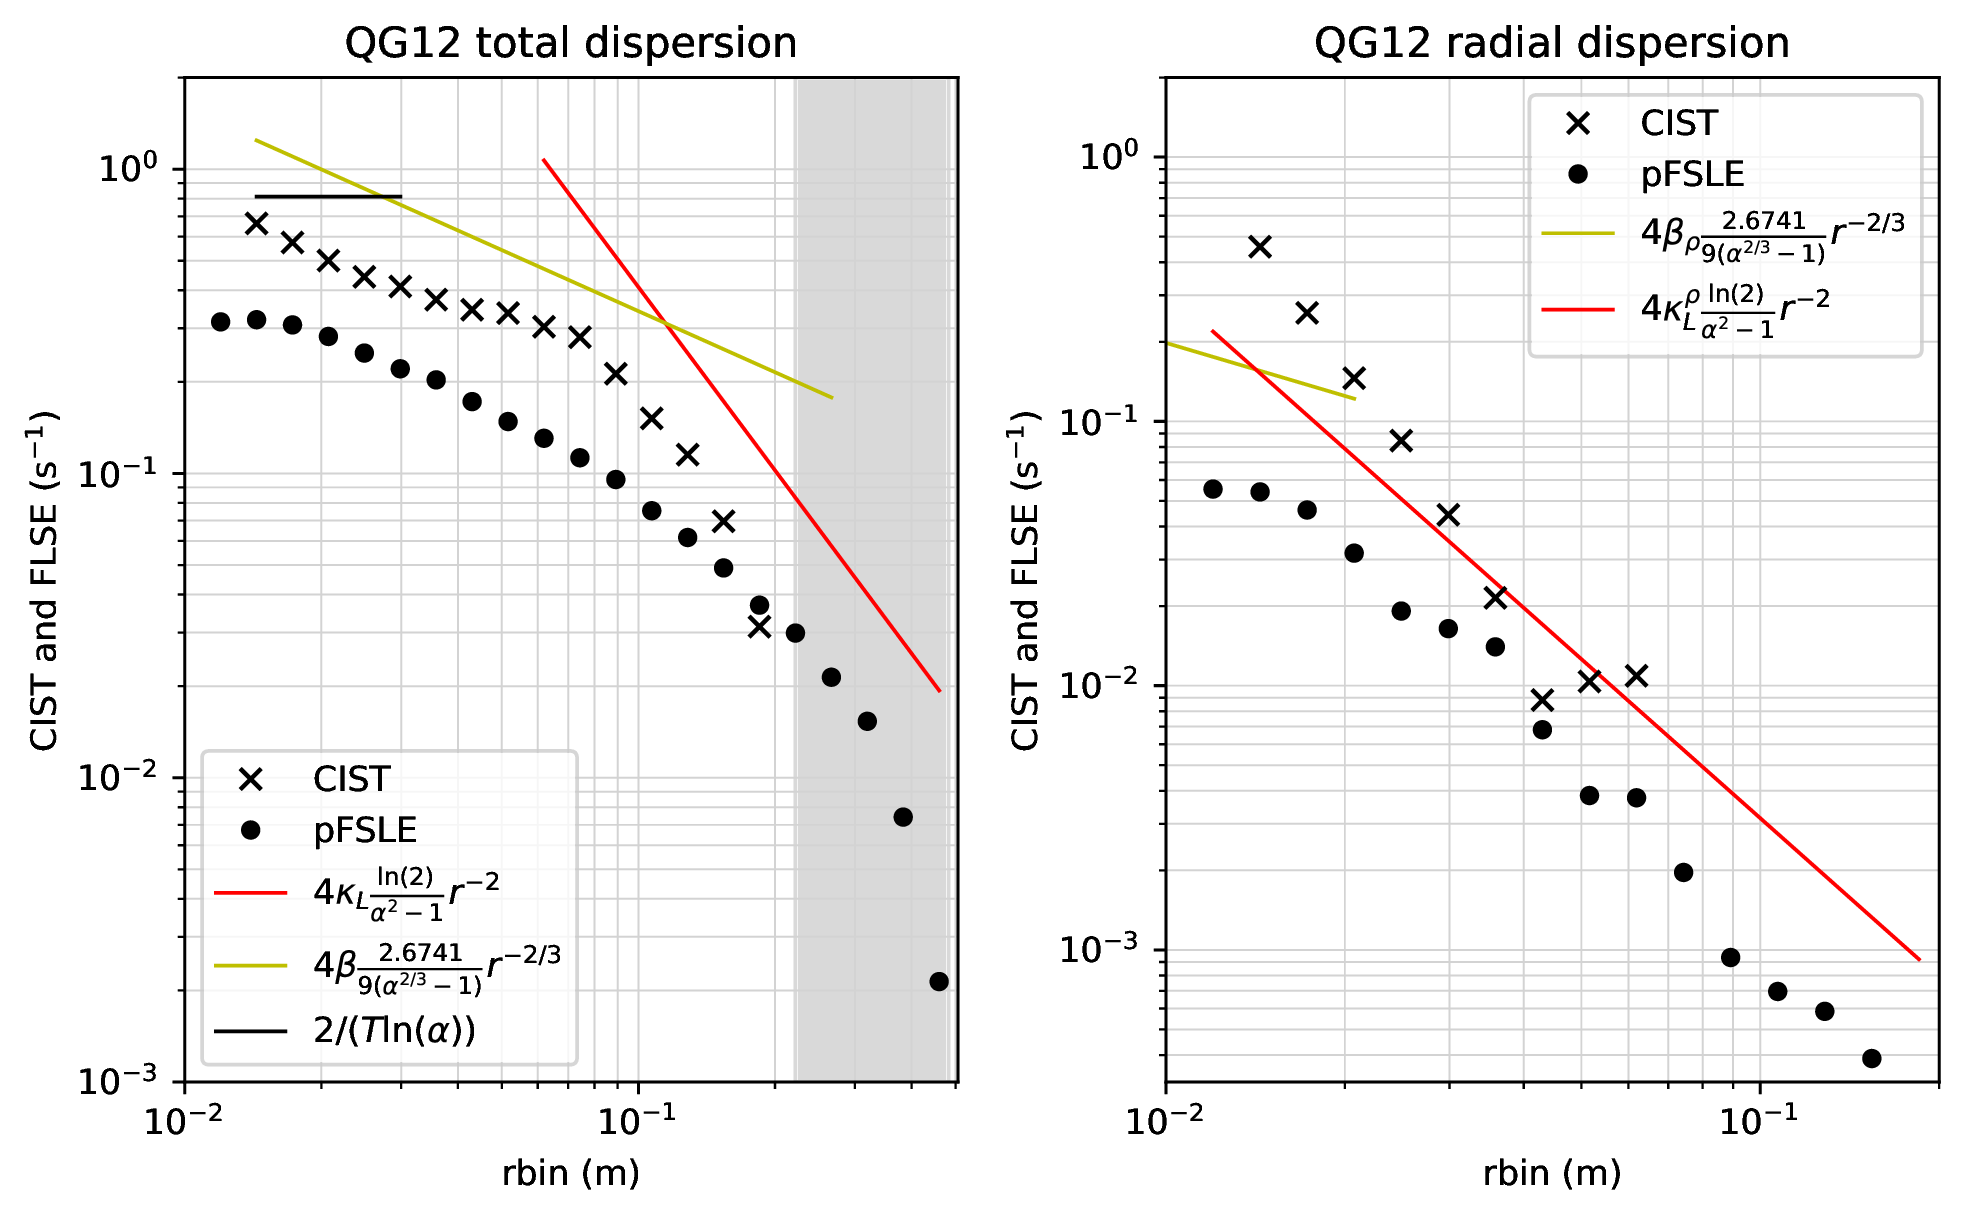 QG12 total dispersion
CIST and FLSE (s⁻¹)
10⁰
10⁻¹
10⁻²
10⁻³
CIST
pFSLE
4κ_L ln(2)/(α² − 1) r⁻²
4β 2.6741/(9(α^{2/3} − 1)) r^{−2/3}
2/(Tln(α))
10⁻²
10⁻¹
rbin (m)
QG12 radial dispersion
CIST and FLSE (s⁻¹)
10⁰
10⁻¹
10⁻²
10⁻³
CIST
pFSLE
4β_ρ 2.6741/(9(α^{2/3} − 1)) r^{−2/3}
4κ_L^ρ ln(2)/(α² − 1) r⁻²
10⁻²
10⁻¹
rbin (m)